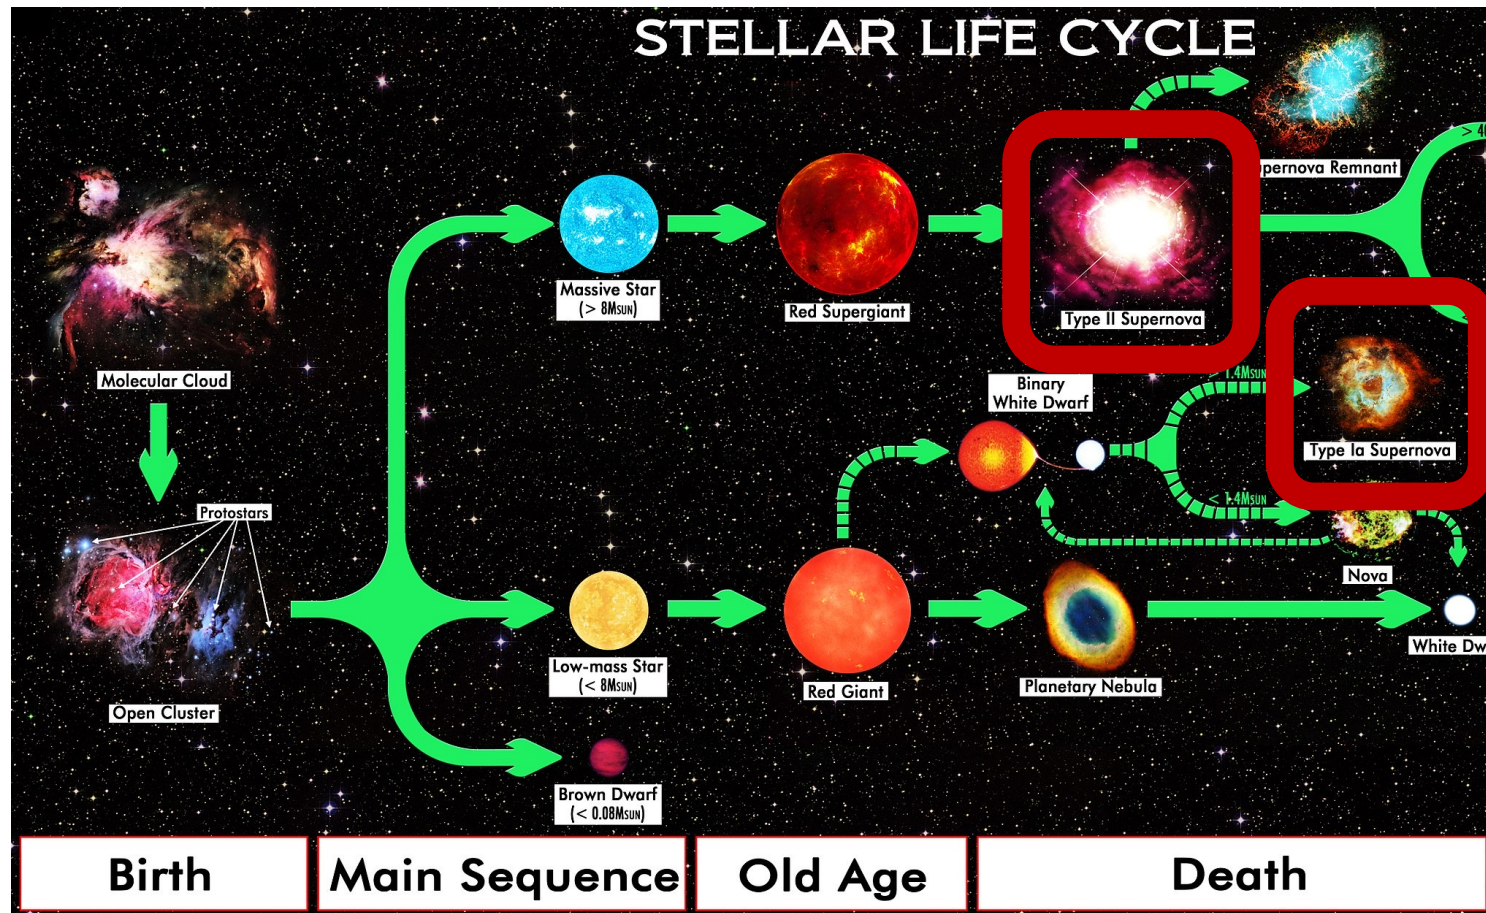 STELLAR LIFE CYCLE
pernova Remnant
Massive Star
(> 8MSUN)
Red Supergiant
Type II Supernova
Molecular Cloud
Binary
White Dwarf
1.4MSUN
Type Ia Supernova
Protostars
< 1.4MSUN
Nova
White Dw
Low-mass Star
(< 8MSUN)
Red Giant
Planetary Nebula
Open Cluster
Brown Dwarf
(< 0.08MSUN)
Birth
Main Sequence
Old Age
Death